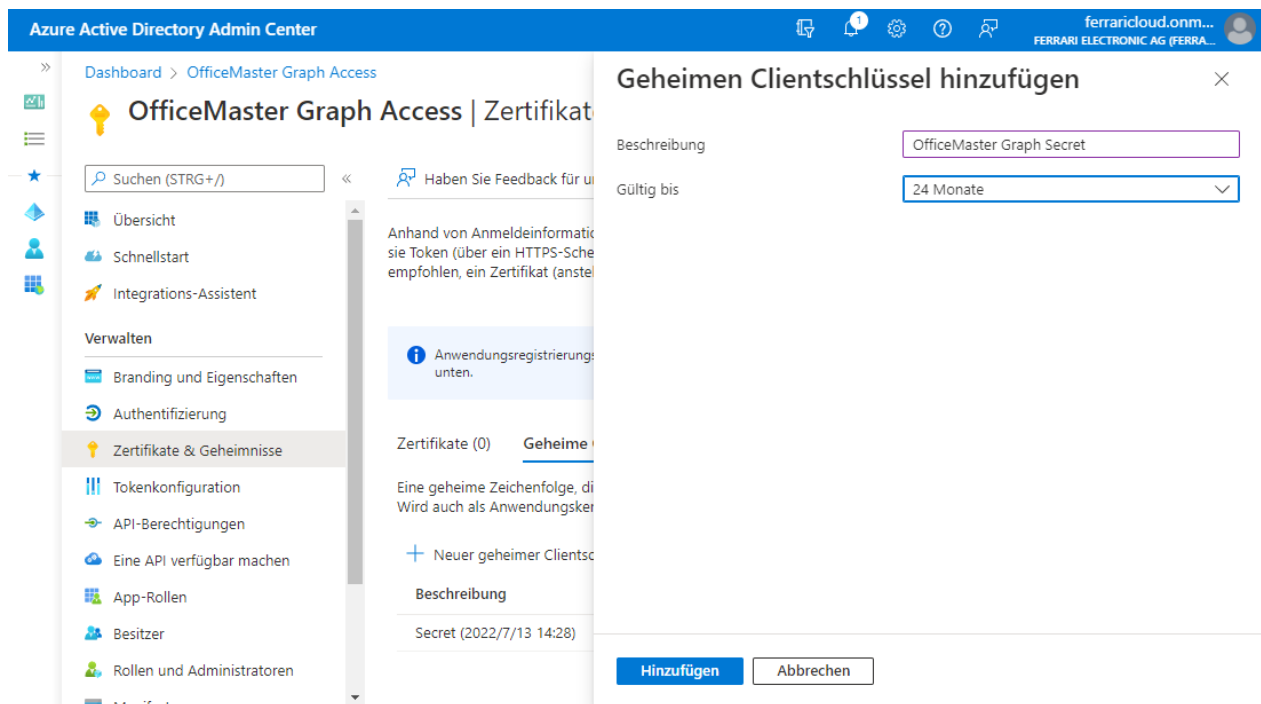 Azure Active Directory Admin Center
1
ferraricloud.onm...
FERRARI ELECTRONIC AG (FERRA...
Dashboard > OfficeMaster Graph Access
OfficeMaster Graph Access | Zertifikat
Suchen (STRG+/)
Übersicht
Schnellstart
Integrations-Assistent
Verwalten
Branding und Eigenschaften
Authentifizierung
Zertifikate & Geheimnisse
Tokenkonfiguration
API-Berechtigungen
Eine API verfügbar machen
App-Rollen
Besitzer
Rollen und Administratoren
Haben Sie Feedback für u
Anhand von Anmeldeinformatio
sie Token (über ein HTTPS-Sche
empfohlen, ein Zertifikat (anstel
Anwendungsregistrierungs
unten.
Zertifikate (0) Geheime
Eine geheime Zeichenfolge, di
Wird auch als Anwendungsken
Neuer geheimer Clientsc
Beschreibung
Secret (2022/7/13 14:28)
Geheimen Clientschlüssel hinzufügen
Beschreibung OfficeMaster Graph Secret
Gültig bis 24 Monate
Hinzufügen Abbrechen